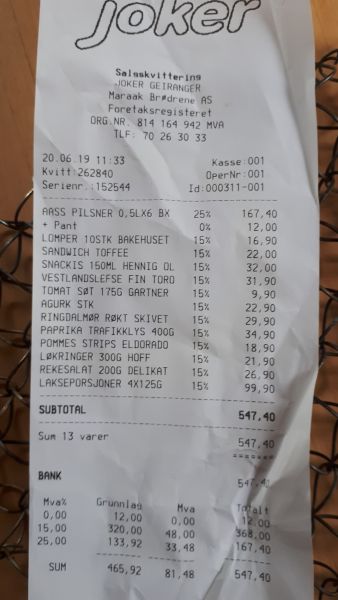 joker
Salgskvittering
JOKER GEIRANGER
Maraak Brødrene AS
Foretaksregisteret
ORG.NR. 814 164 942 MVA
TLF: 70 26 30 33
20.06.19 11:33 Kasse:001
Kvitt:262840 OperNr:001
Serienr.:152544 Id:000311-001
AASS PILSNER 0,5LX6 BX 25% 167,40
+ Pant 0% 12,00
LOMPER 10STK BAKEHUSET 15% 16,90
SANDWICH TOFFEE 15% 22,00
SNACKIS 150ML HENNIG OL 15% 32,00
VESTLANDSLEFSE FIN TORO 15% 31,90
TOMAT SØT 175G GARTNER 15% 9,90
AGURK STK 15% 22,90
RINGDALMØR RØKT SKIVET 15% 29,90
PAPRIKA TRAFIKKLYS 400G 15% 34,90
POMMES STRIPS ELDORADO 15% 18,90
LØKRINGER 300G HOFF 15% 21,90
REKESALAT 200G DELIKAT 15% 26,90
LAKSEPORSJONER 4X125G 15% 99,90
SUBTOTAL 547,40
Sum 13 varer 547,40
=======
BANK 547,40
Mva% Grunnlag Mva Totalt
0,00 12,00 0,00 12,00
15,00 320,00 48,00 368,00
25,00 133,92 33,48 167,40
SUM 465,92 81,48 547,40